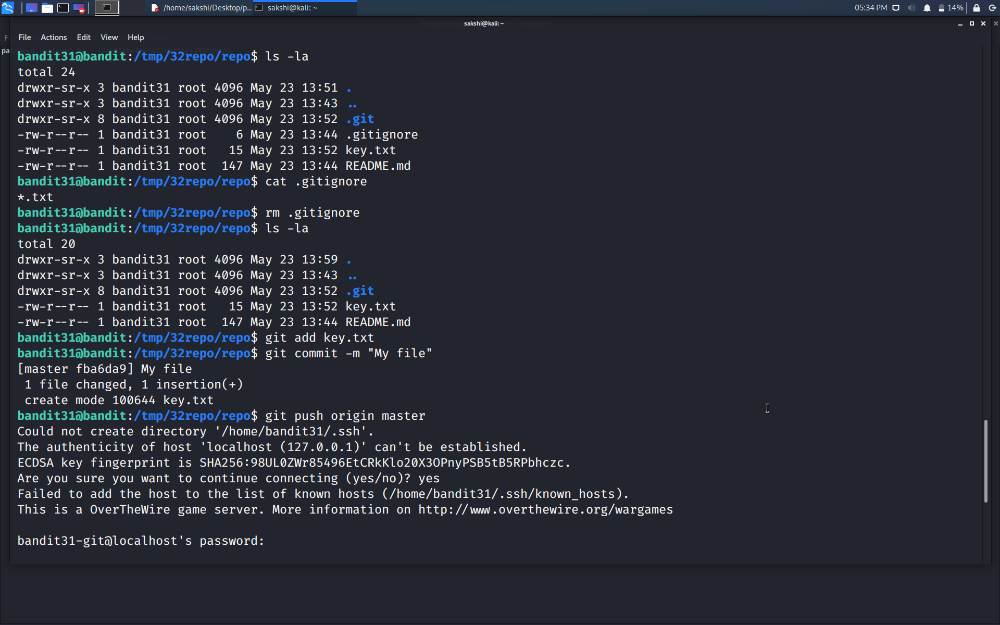 /home/sakshi/Desktop/p... sakshi@kali: ~ 05:34 PM 14%
sakshi@kali: ~
File Actions Edit View Help
bandit31@bandit:/tmp/32repo/repo$ ls -la
total 24
drwxr-sr-x 3 bandit31 root 4096 May 23 13:51 .
drwxr-sr-x 3 bandit31 root 4096 May 23 13:43 ..
drwxr-sr-x 8 bandit31 root 4096 May 23 13:52 .git
-rw-r--r-- 1 bandit31 root    6 May 23 13:44 .gitignore
-rw-r--r-- 1 bandit31 root   15 May 23 13:52 key.txt
-rw-r--r-- 1 bandit31 root  147 May 23 13:44 README.md
bandit31@bandit:/tmp/32repo/repo$ cat .gitignore
*.txt
bandit31@bandit:/tmp/32repo/repo$ rm .gitignore
bandit31@bandit:/tmp/32repo/repo$ ls -la
total 20
drwxr-sr-x 3 bandit31 root 4096 May 23 13:59 .
drwxr-sr-x 3 bandit31 root 4096 May 23 13:43 ..
drwxr-sr-x 8 bandit31 root 4096 May 23 13:52 .git
-rw-r--r-- 1 bandit31 root   15 May 23 13:52 key.txt
-rw-r--r-- 1 bandit31 root  147 May 23 13:44 README.md
bandit31@bandit:/tmp/32repo/repo$ git add key.txt
bandit31@bandit:/tmp/32repo/repo$ git commit -m "My file"
[master fba6da9] My file
 1 file changed, 1 insertion(+)
 create mode 100644 key.txt
bandit31@bandit:/tmp/32repo/repo$ git push origin master
Could not create directory '/home/bandit31/.ssh'.
The authenticity of host 'localhost (127.0.0.1)' can't be established.
ECDSA key fingerprint is SHA256:98UL0ZWr85496EtCRkKlo20X3OPnyPSB5tB5RPbhczc.
Are you sure you want to continue connecting (yes/no)? yes
Failed to add the host to the list of known hosts (/home/bandit31/.ssh/known_hosts).
This is a OverTheWire game server. More information on http://www.overthewire.org/wargames
bandit31-git@localhost's password: